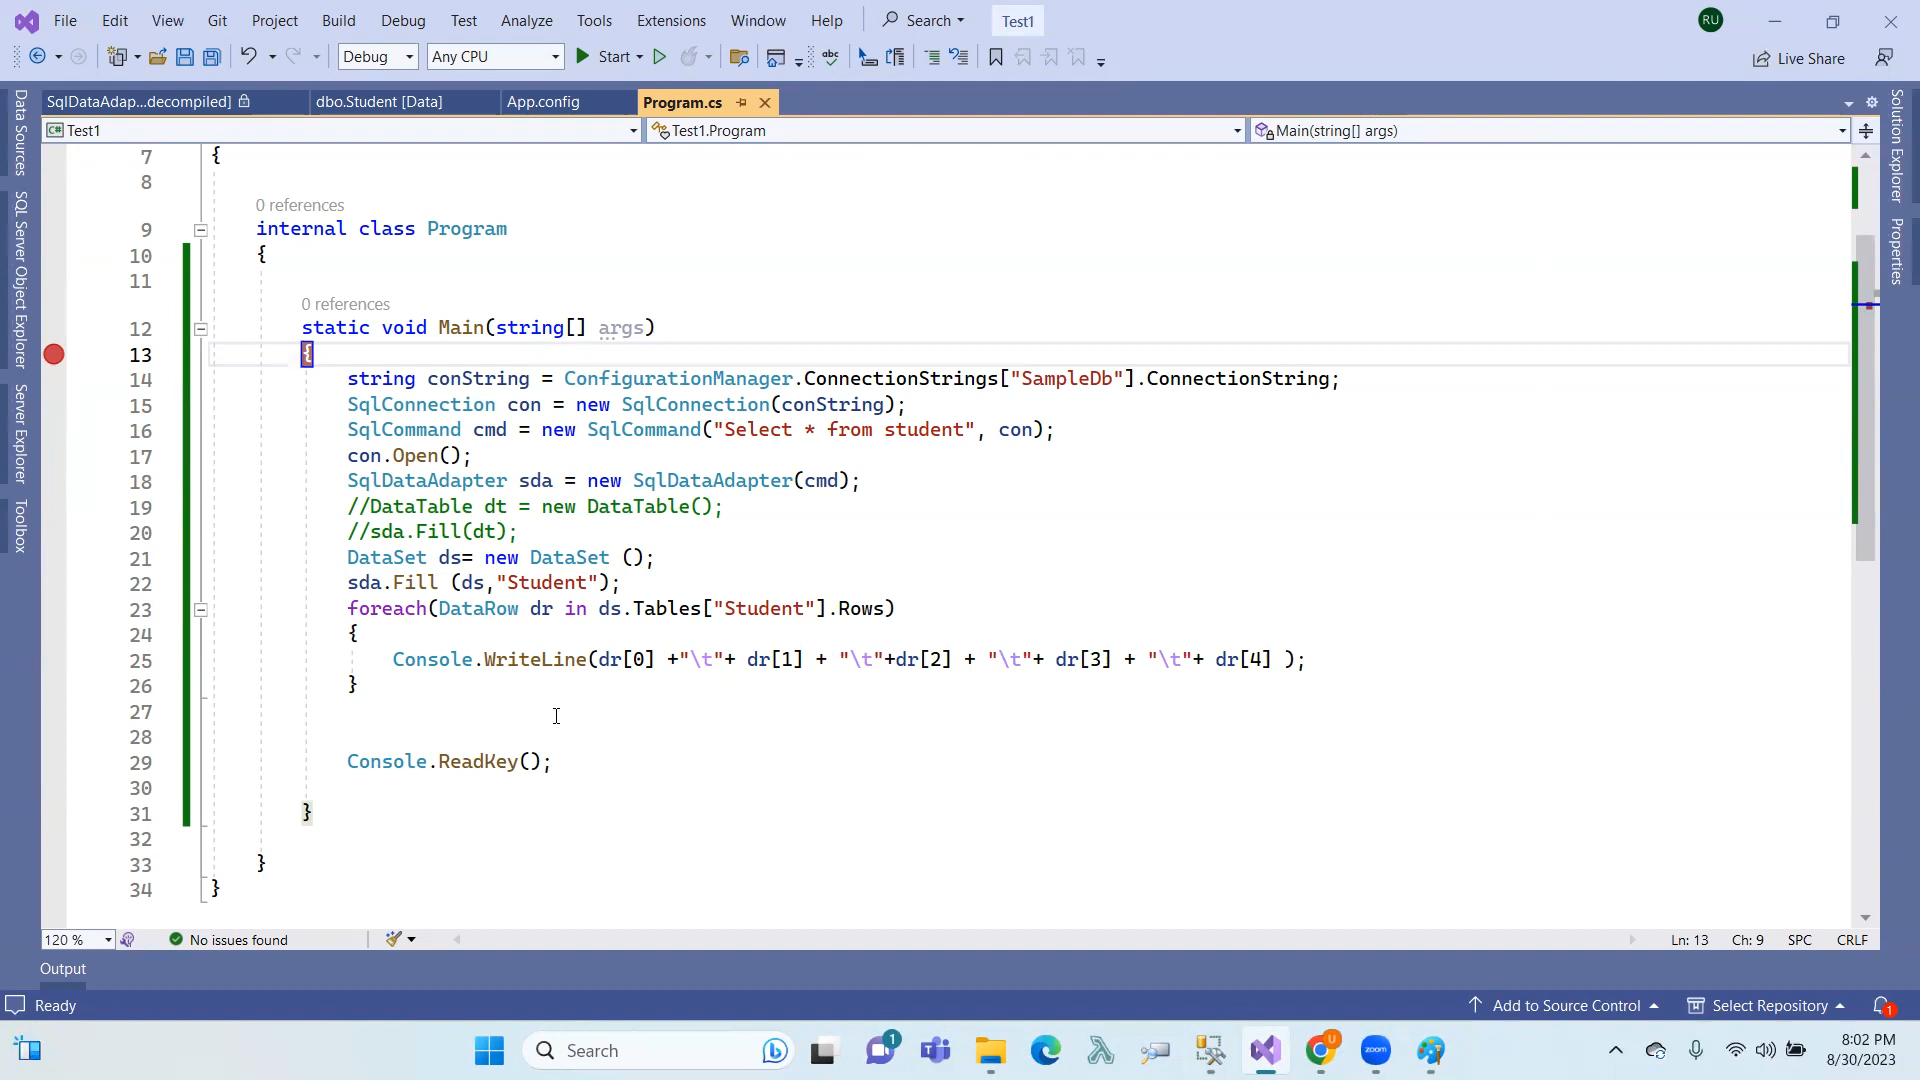 File Edit View Git Project Build Debug Test Analyze Tools Extensions Window Help Search Test1 RU
Debug Any CPU Start abc Live Share
SqlDataAdap...decompiled] dbo.Student [Data] App.config Program.cs
C# Test1 Test1.Program Main(string[] args)
Data Sources
SQL Server Object Explorer
Server Explorer
Toolbox
Solution Explorer
Properties
7 {
8
0 references
9 internal class Program
10 {
11
0 references
12 static void Main(string[] args)
13 {
14 string conString = ConfigurationManager.ConnectionStrings["SampleDb"].ConnectionString;
15 SqlConnection con = new SqlConnection(conString);
16 SqlCommand cmd = new SqlCommand("Select * from student", con);
17 con.Open();
18 SqlDataAdapter sda = new SqlDataAdapter(cmd);
19 //DataTable dt = new DataTable();
20 //sda.Fill(dt);
21 DataSet ds= new DataSet ();
22 sda.Fill (ds,"Student");
23 foreach(DataRow dr in ds.Tables["Student"].Rows)
24 {
25 Console.WriteLine(dr[0] +"\t"+ dr[1] + "\t"+dr[2] + "\t"+ dr[3] + "\t"+ dr[4] );
26 }
27
28
29 Console.ReadKey();
30
31 }
32
33 }
34 }
120 % No issues found Ln: 13 Ch: 9 SPC CRLF
Output
Ready Add to Source Control Select Repository 1
Search 1 U zoom 8:02 PM
8/30/2023